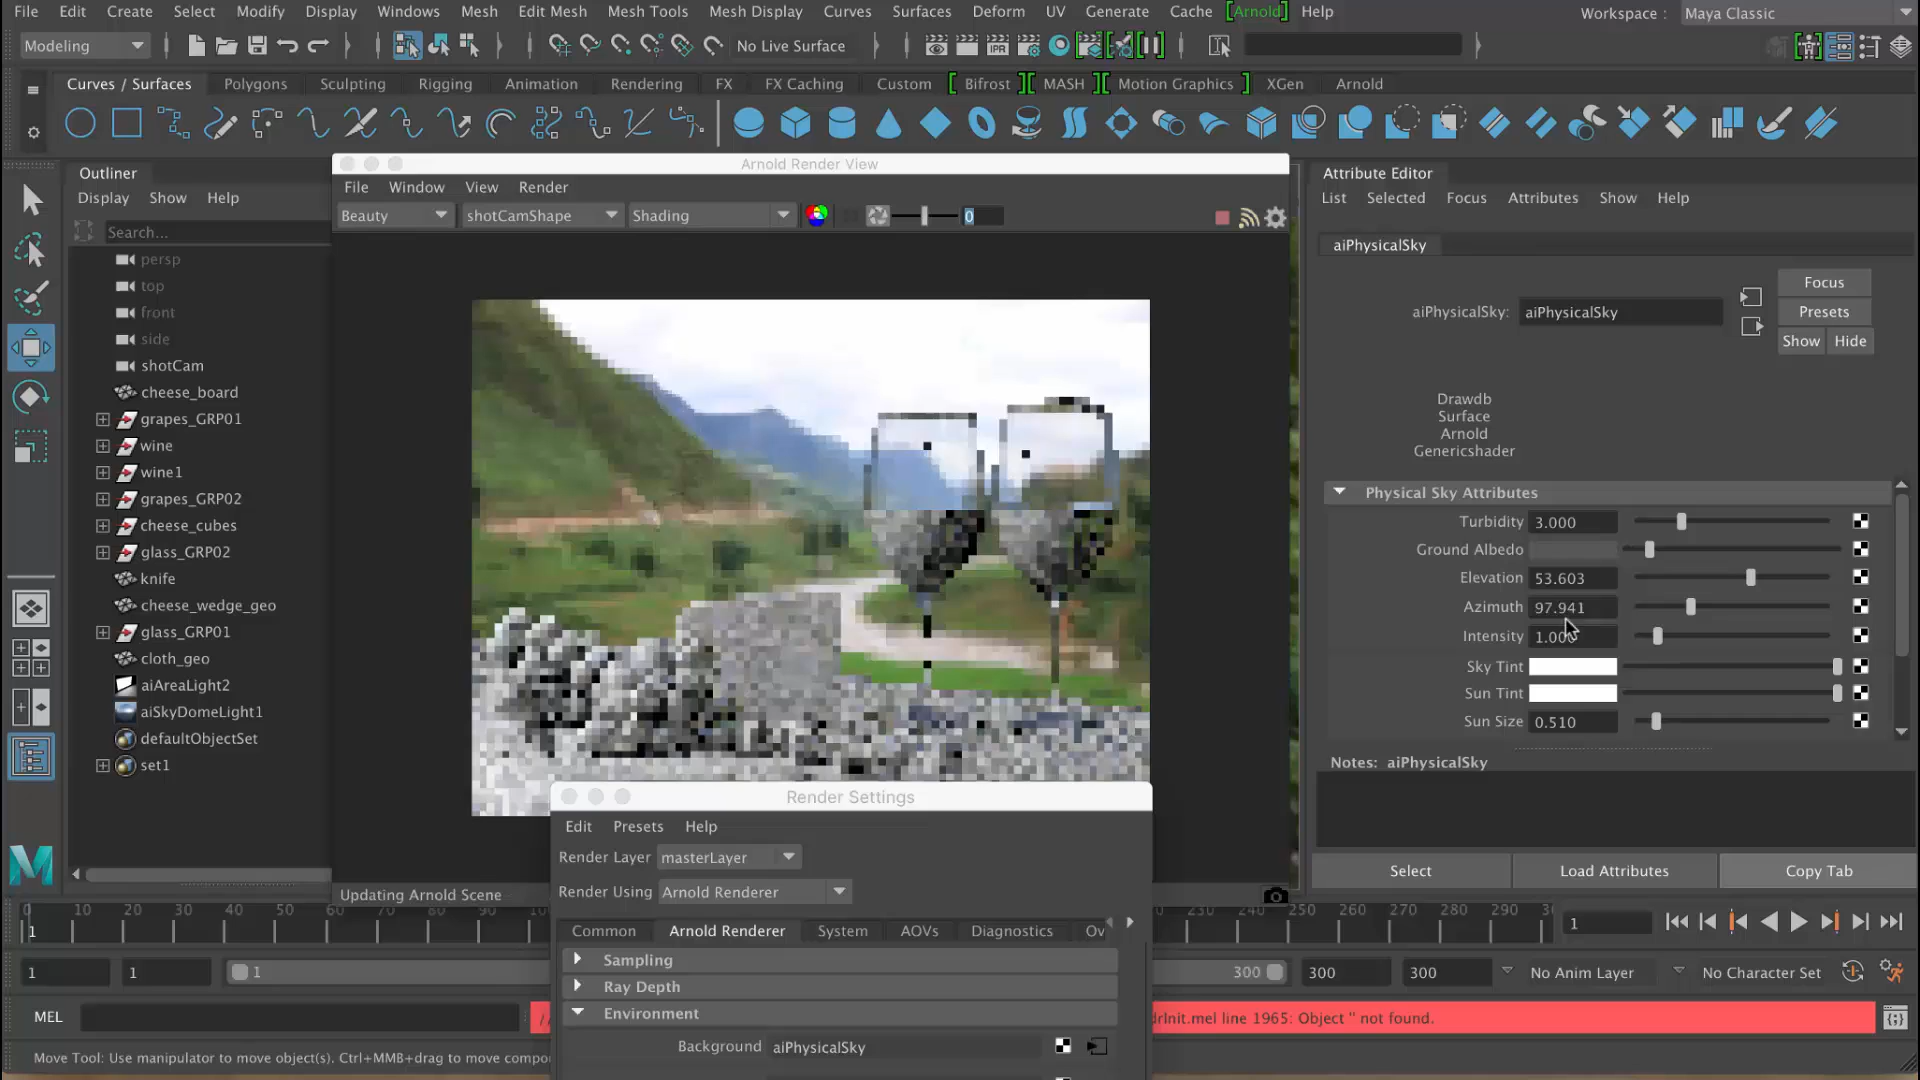 File Edit Create Select Modify Display Windows Mesh Edit Mesh Mesh Tools Mesh Display Curves Surfaces Deform UV Generate Cache [Arnold] Help Workspace : Maya Classic
Modeling No Live Surface IPR
Curves / Surfaces Polygons Sculpting Rigging Animation Rendering FX FX Caching Custom Bifrost MASH Motion Graphics XGen Arnold
Outliner
Display Show Help
Search...
persp
top
front
side
shotCam
cheese_board
grapes_GRP01
wine
wine1
grapes_GRP02
cheese_cubes
glass_GRP02
knife
cheese_wedge_geo
glass_GRP01
cloth_geo
aiAreaLight2
aiSkyDomeLight1
defaultObjectSet
set1
Arnold Render View
File Window View Render
Beauty shotCamShape Shading 0
Updating Arnold Scene
Attribute Editor
List Selected Focus Attributes Show Help
aiPhysicalSky
Focus
aiPhysicalSky: aiPhysicalSky Presets
Show Hide
Drawdb
Surface
Arnold
Genericshader
Physical Sky Attributes
Turbidity 3.000
Ground Albedo
Elevation 53.603
Azimuth 97.941
Intensity
Sky Tint
Sun Tint
Sun Size 0.510
Notes: aiPhysicalSky
Select Load Attributes Copy Tab
Render Settings
Edit Presets Help
Render Layer masterLayer
Render Using Arnold Renderer
Common Arnold Renderer System AOVs Diagnostics Ov
Sampling
Ray Depth
Environment
Background aiPhysicalSky
0 10 20 30 40 50 60 70 80 90 240 250 260 270 280 290
1 1
1 1 1 300 300 300 No Anim Layer No Character Set
MEL // drInit.mel line 1965: Object '' not found.
Move Tool: Use manipulator to move object(s). Ctrl+MMB+drag to move compo